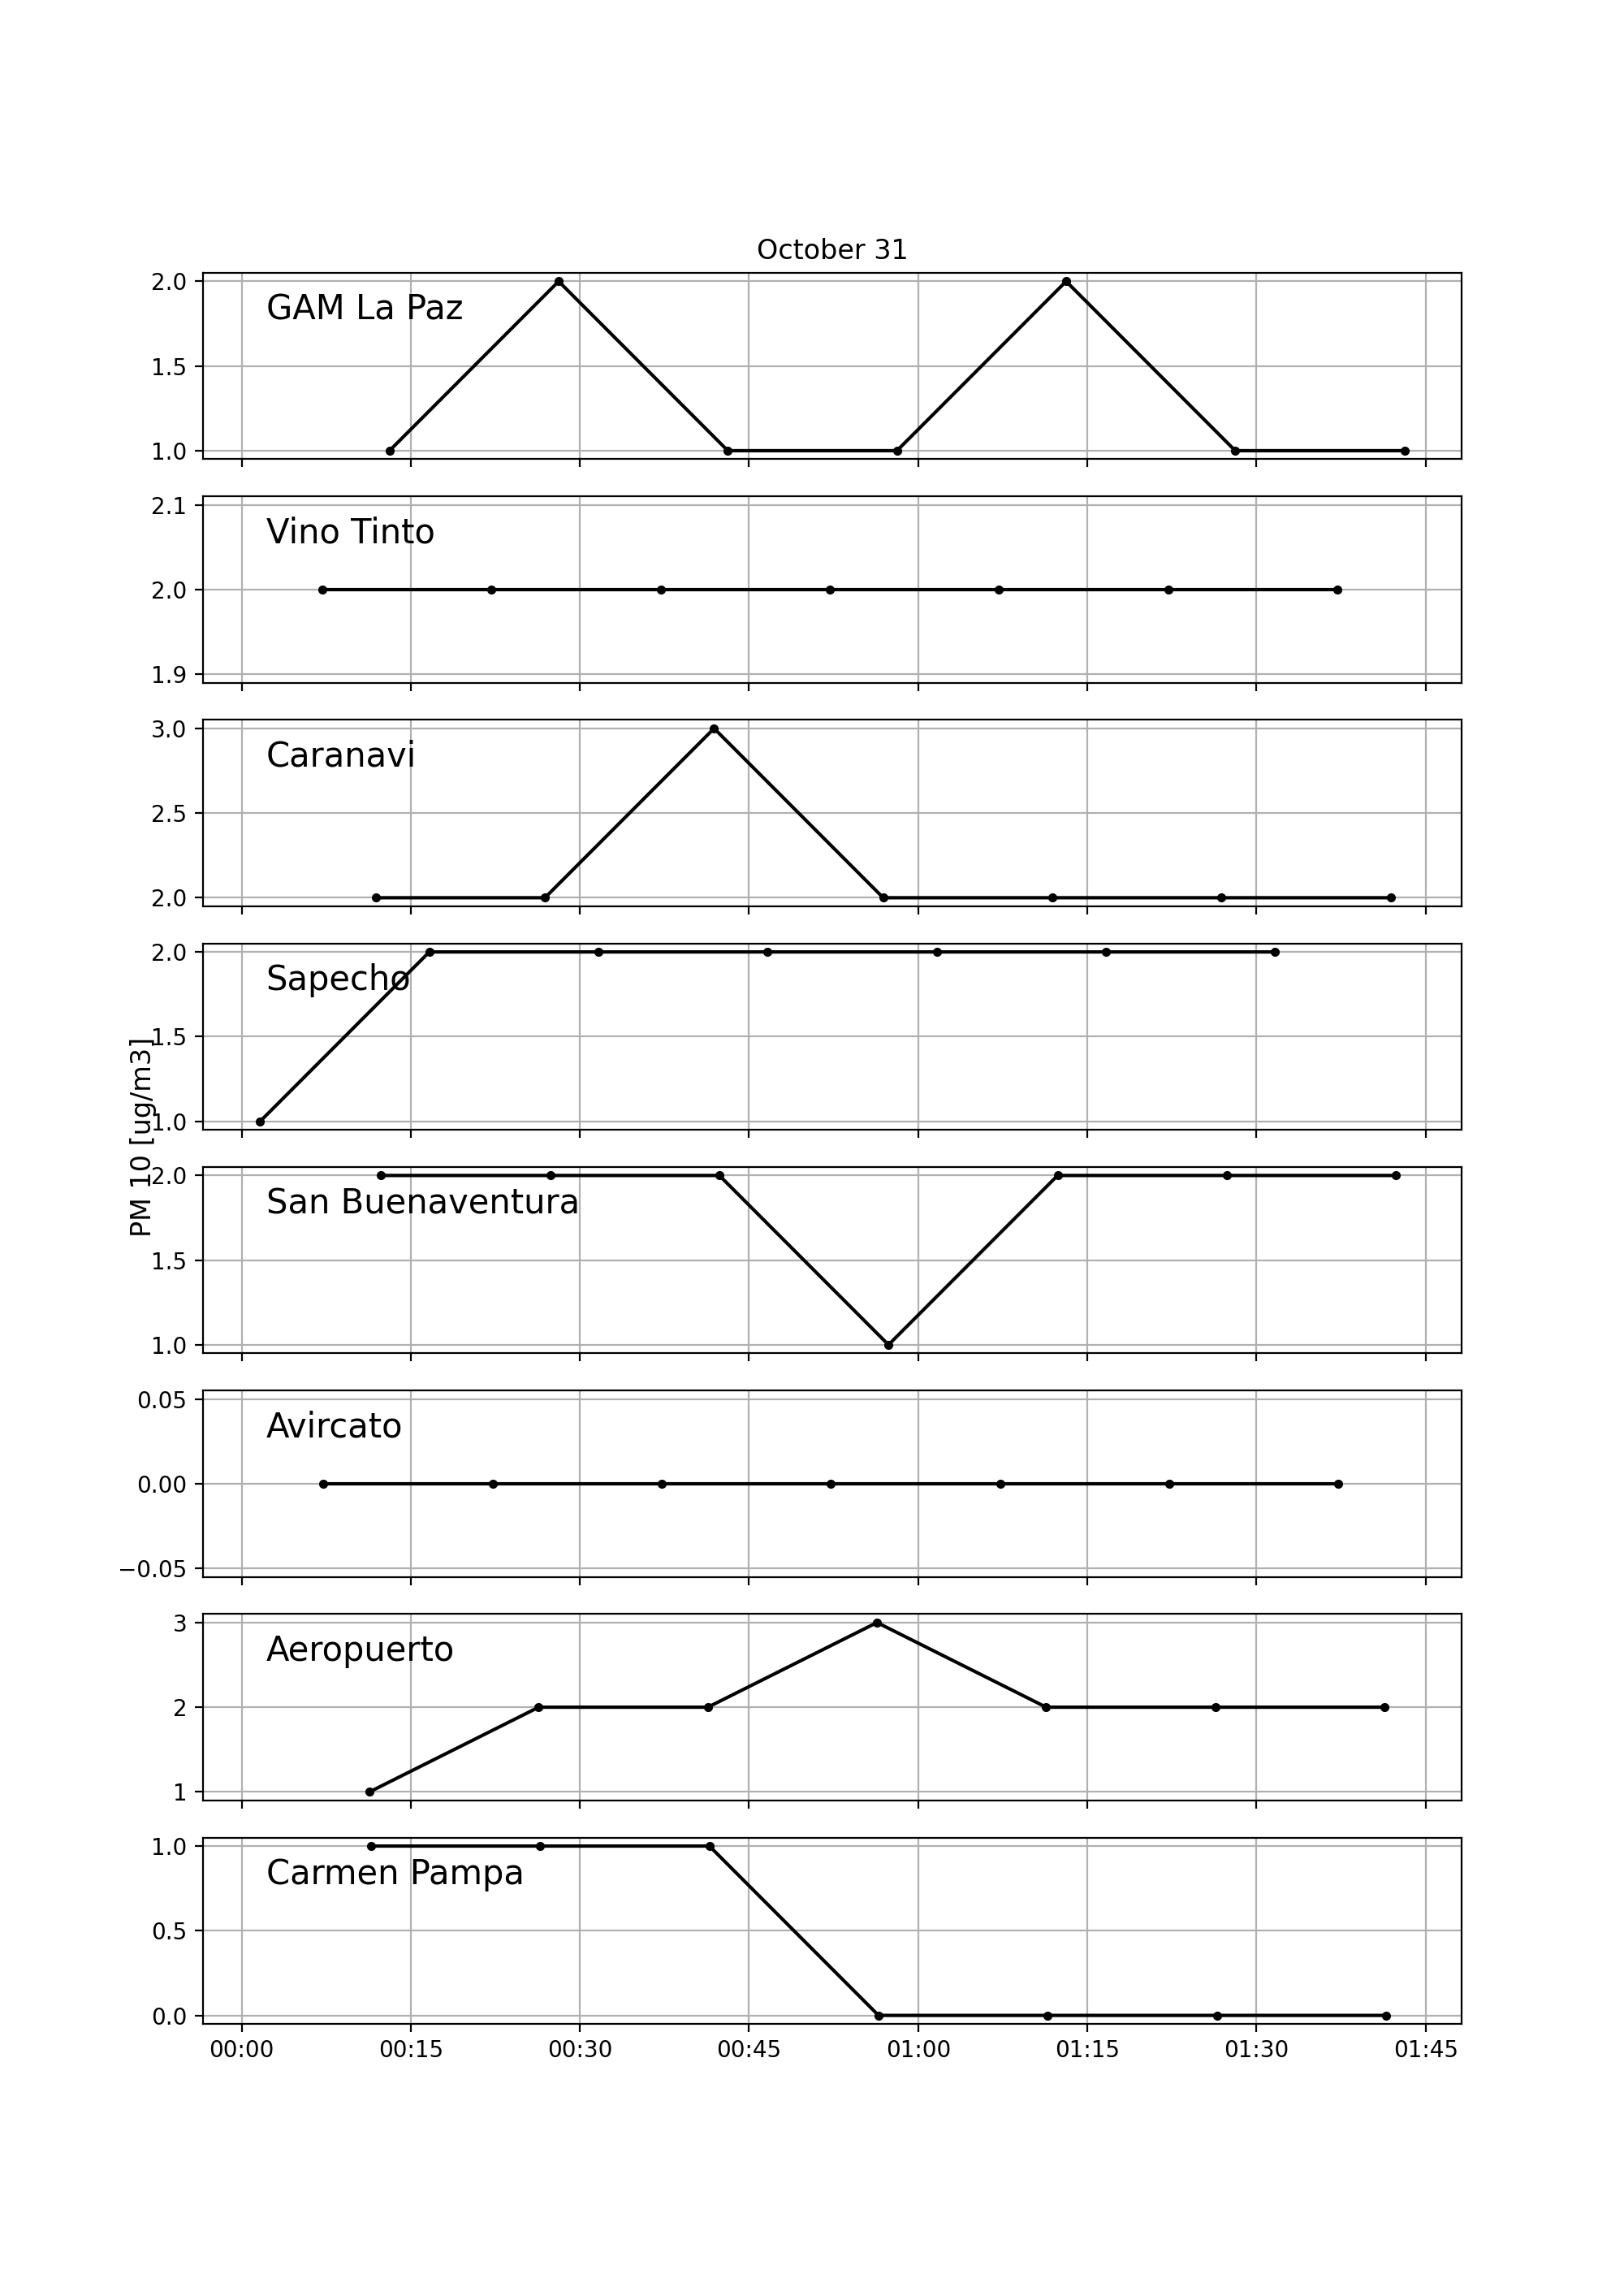 October 31
2.0
GAM La Paz
1.5
1.0
2.1
Vino Tinto
2.0
1.9
3.0
Caranavi
2.5
2.0
2.0
Sapecho
1.5
1.0
PM 10 [ug/m3]
2.0
San Buenaventura
1.5
1.0
0.05
Avircato
0.00
−0.05
3
Aeropuerto
2
1
1.0
Carmen Pampa
0.5
0.0
00:00 00:15 00:30 00:45 01:00 01:15 01:30 01:45